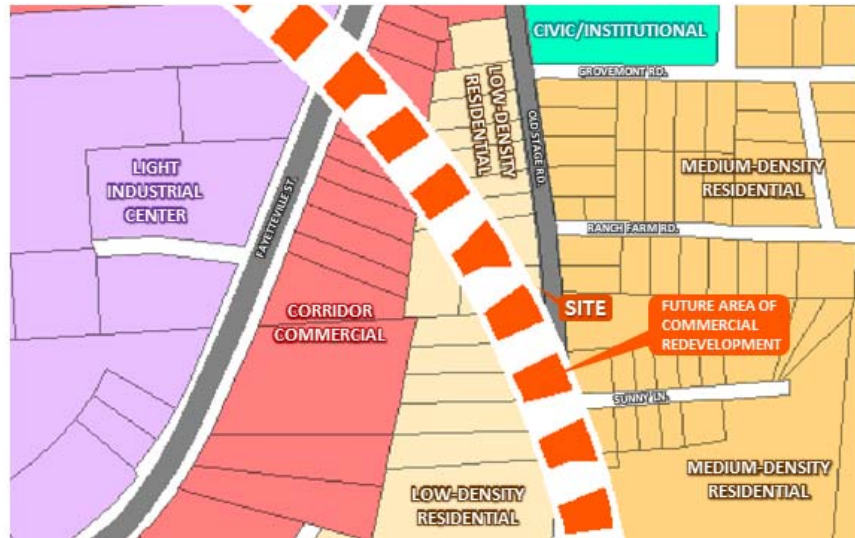 CIVIC/INSTITUTIONAL
GROVEMONT RD.
LOW-DENSITY
RESIDENTIAL
OLD STAGE RD.
LIGHT
INDUSTRIAL
CENTER
FAYETTEVILLE ST.
MEDIUM-DENSITY
RESIDENTIAL
RANCH FARM RD.
CORRIDOR
COMMERCIAL
SITE
FUTURE AREA OF
COMMERCIAL
REDEVELOPMENT
SUNNY LN.
LOW-DENSITY
RESIDENTIAL
MEDIUM-DENSITY
RESIDENTIAL